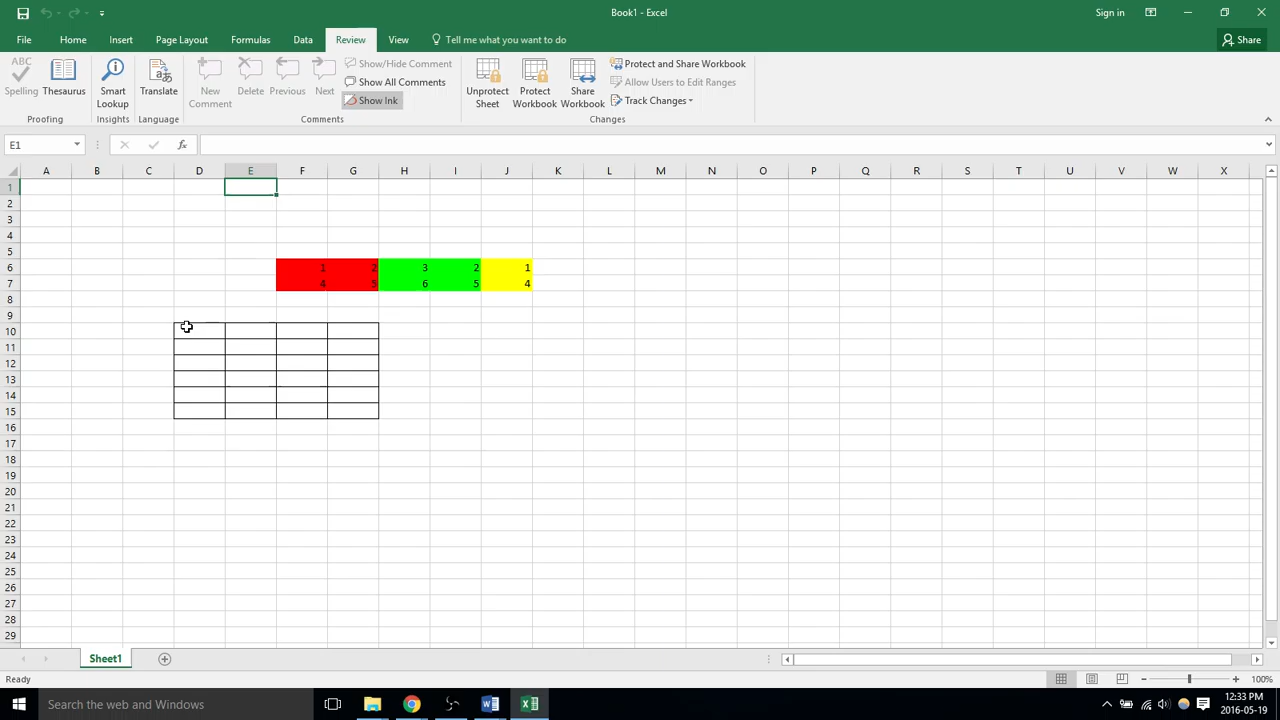 Book1 - Excel
Sign in
File Home Insert Page Layout Formulas Data Review View Tell me what you want to do
Share
ABC
Spelling
Thesaurus
Proofing
Smart Lookup
Insights
Translate
Language
New Comment
Delete
Previous
Next
Show/Hide Comment
Show All Comments
Show Ink
Comments
Unprotect Sheet
Protect Workbook
Share Workbook
Protect and Share Workbook
Allow Users to Edit Ranges
Track Changes
Changes
E1
fx
A B C D E F G H I J K L M N O P Q R S T U V W X
1
2
3
4
5
6 1 2 3 2 1
7 4 5 6 5 4
8
9
10
11
12
13
14
15
16
17
18
19
20
21
22
23
24
25
26
27
28
29
Sheet1
Ready
100%
Search the web and Windows
12:33 PM
2016-05-19